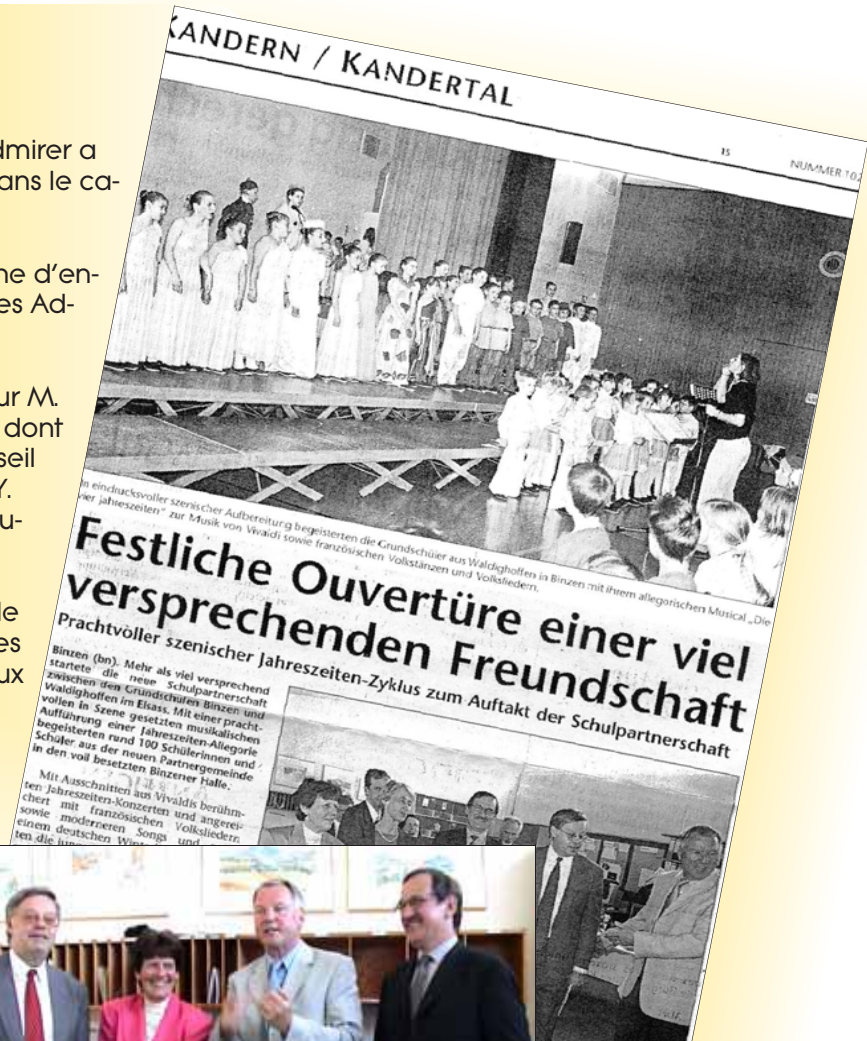 dmirer a
ans le ca-
ne d'en-
es Ad-
ur M.
dont
seil
Y.
u-
le
es
ux
KANDERN / KANDERTAL
15
NUMMER 102
In eindrucksvoller szenischer Aufbereitung begeisterten die Grundschüler aus Waldighoffen in Binzen mit ihrem allegorischen Musical „Die
vier Jahreszeiten" zur Musik von Vivaldi sowie französischen Volkstänzen und Volksliedern.
Festliche Ouvertüre einer viel
versprechenden Freundschaft
Prachtvoller szenischer Jahreszeiten-Zyklus zum Auftakt der Schulpartnerschaft
Binzen (bn). Mehr als viel versprechend
startete die neue Schulpartnerschaft
zwischen den Grundschulen Binzen und
Waldighoffen im Elsass. Mit einer pracht-
vollen in Szene gesetzten musikalischen
Aufführung einer Jahreszeiten-Allegorie
begeisterten rund 100 Schülerinnen und
Schüler aus der neuen Partnergemeinde
in den voll besetzten Binzener Halle.
Mit Ausschnitten aus Vivaldis berühm-
ten Jahreszeiten-Konzerten und angerei-
chert mit französischen Volksliedern
sowie moderneren Songs und
einem deutschen
ten die